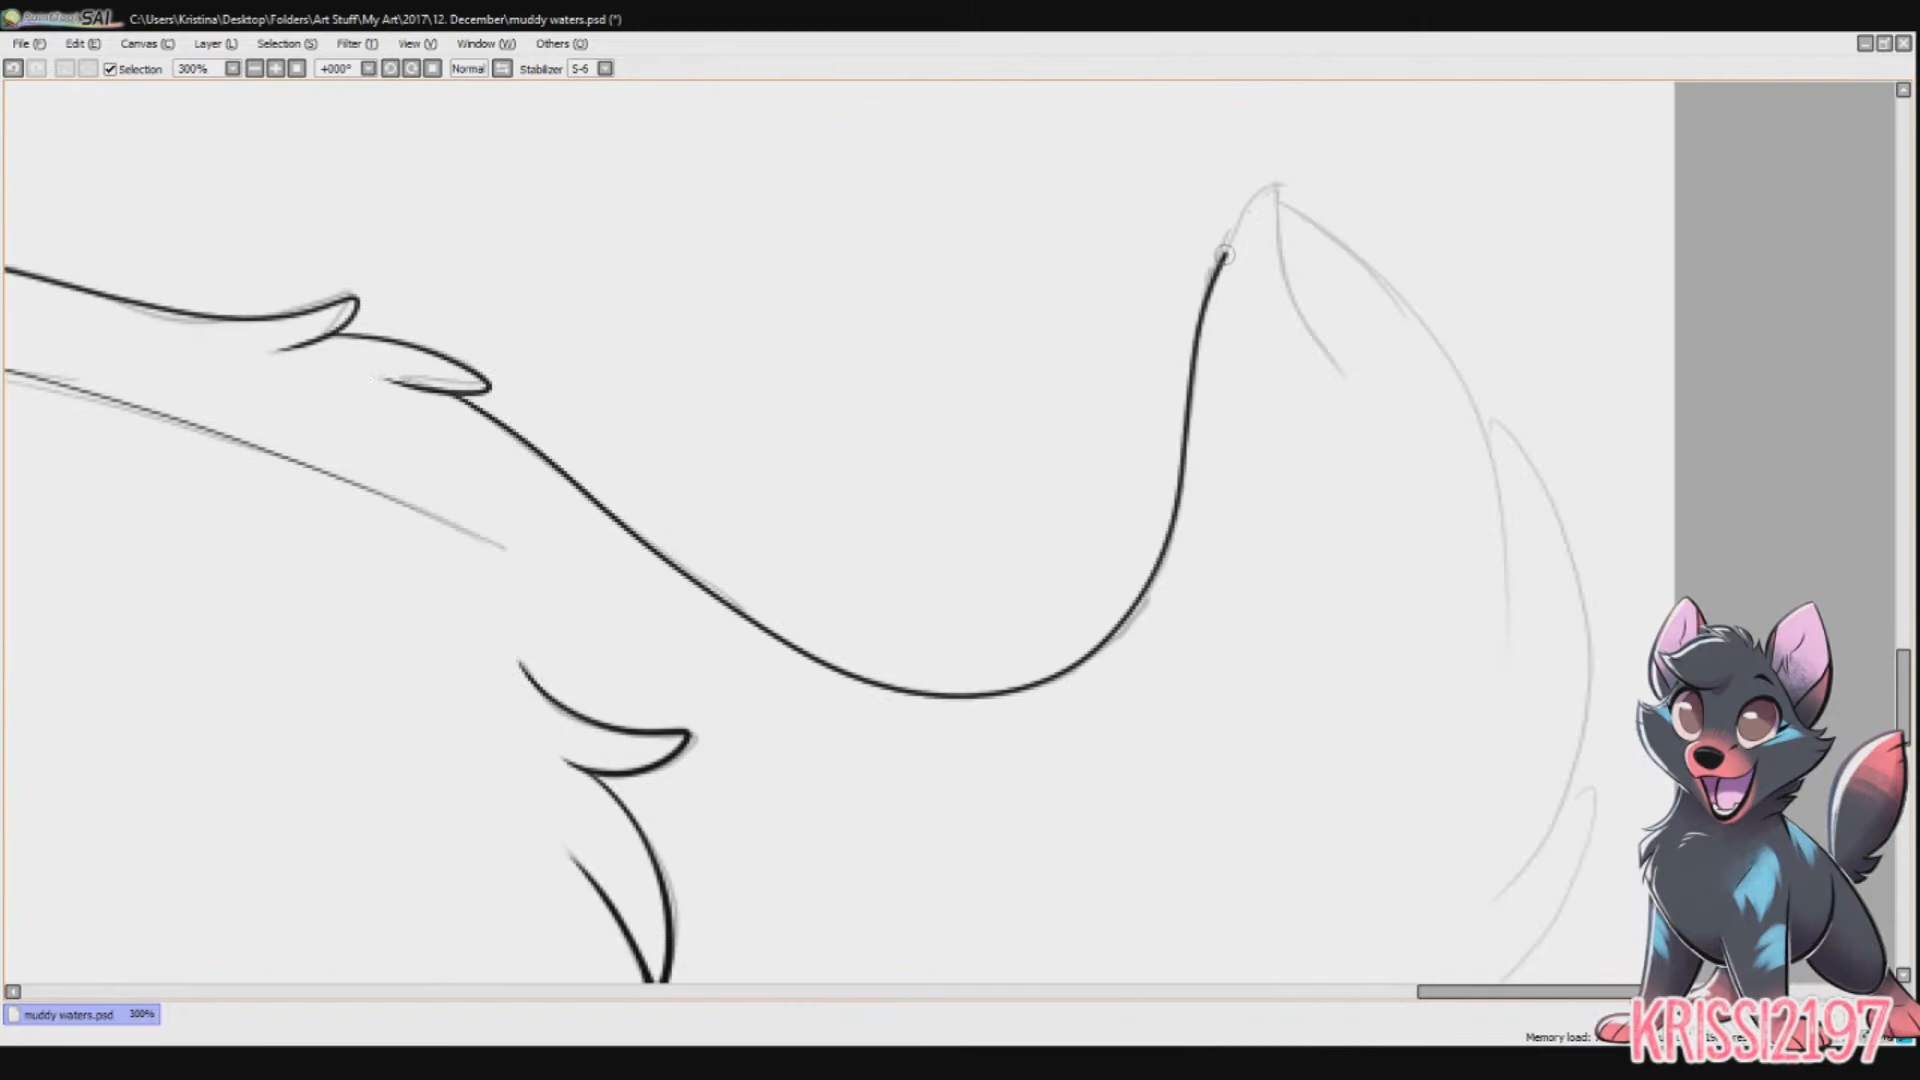 SAI C:\Users\Kristina\Desktop\Folders\Art Stuff\My Art\2017\12. December\muddy waters.psd (*)
File (F) Edit (E) Canvas (C) Layer (L) Selection (S) Filter (T) View (V) Window (W) Others (O)
Selection 300% +000° Normal Stabilizer S-6
muddy waters.psd 300%
Memory load:
KRISSI2197